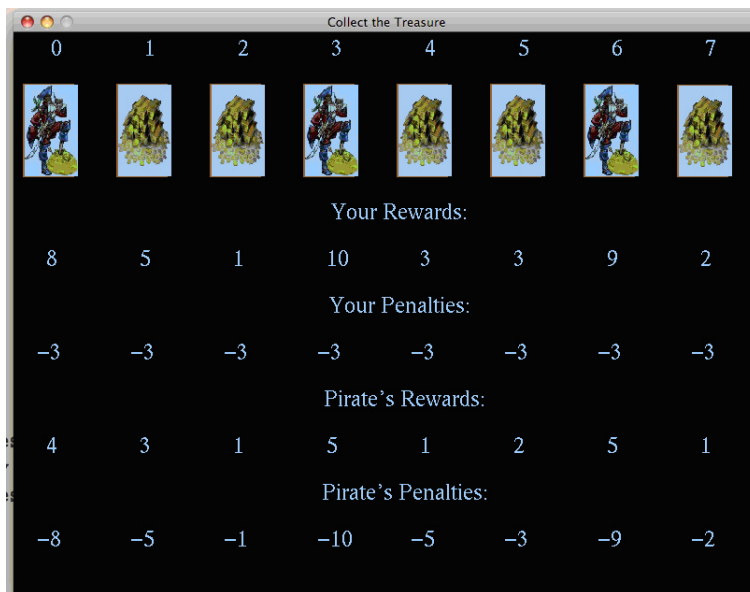 Collect the Treasure
0 1 2 3 4 5 6 7
Your Rewards:
8 5 1 10 3 3 9 2
Your Penalties:
−3 −3 −3 −3 −3 −3 −3 −3
Pirate's Rewards:
4 3 1 5 1 2 5 1
Pirate's Penalties:
−8 −5 −1 −10 −5 −3 −9 −2